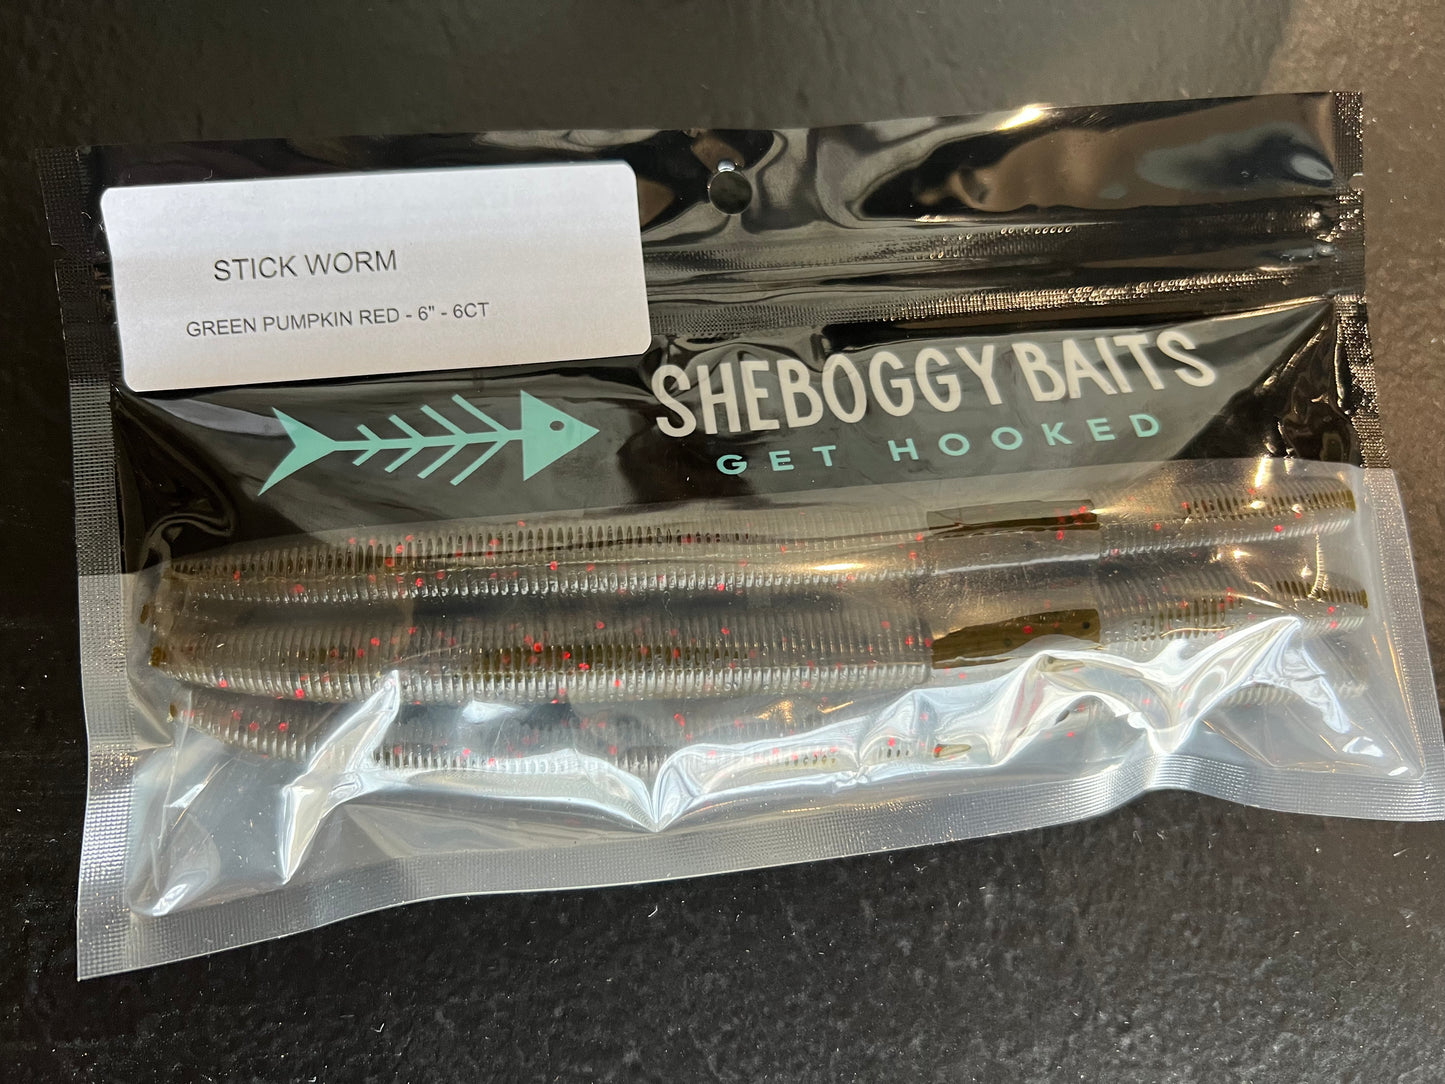 STICK WORM
GREEN PUMPKIN RED - 6" - 6CT
SHEBOGGY BAITS
GET HOOKED